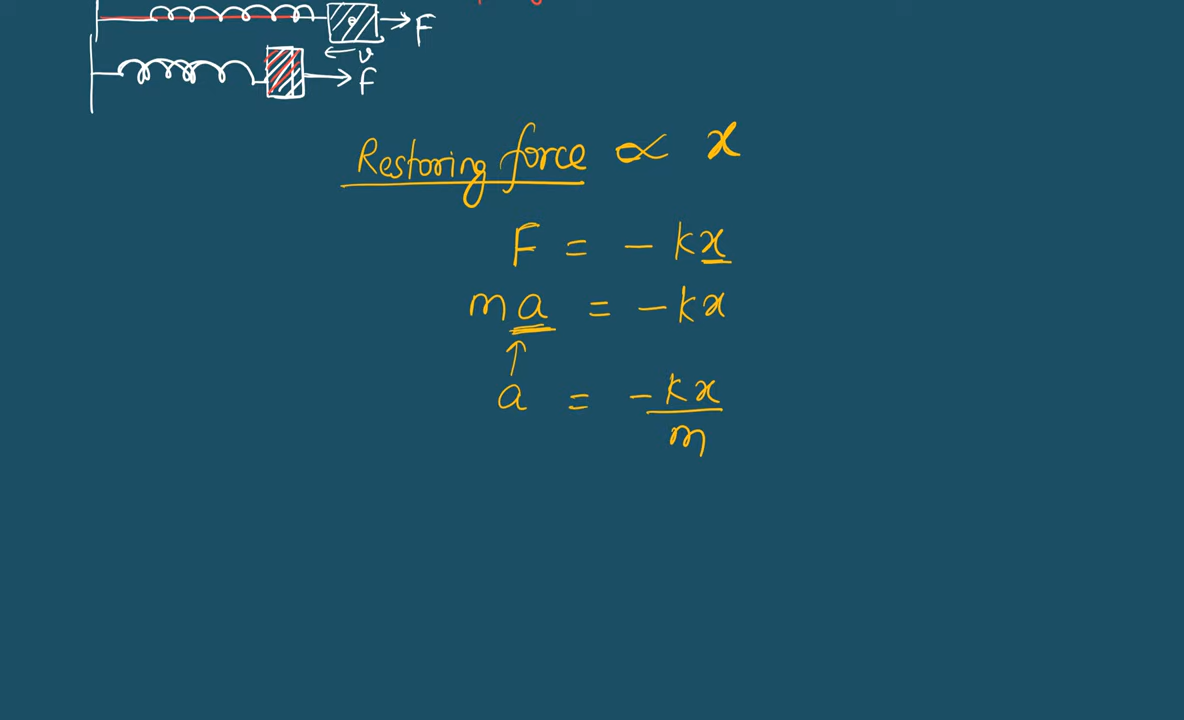 F
v
F
Restoring force ∝ x
F = - kx
ma = - kx
a = - kx / m